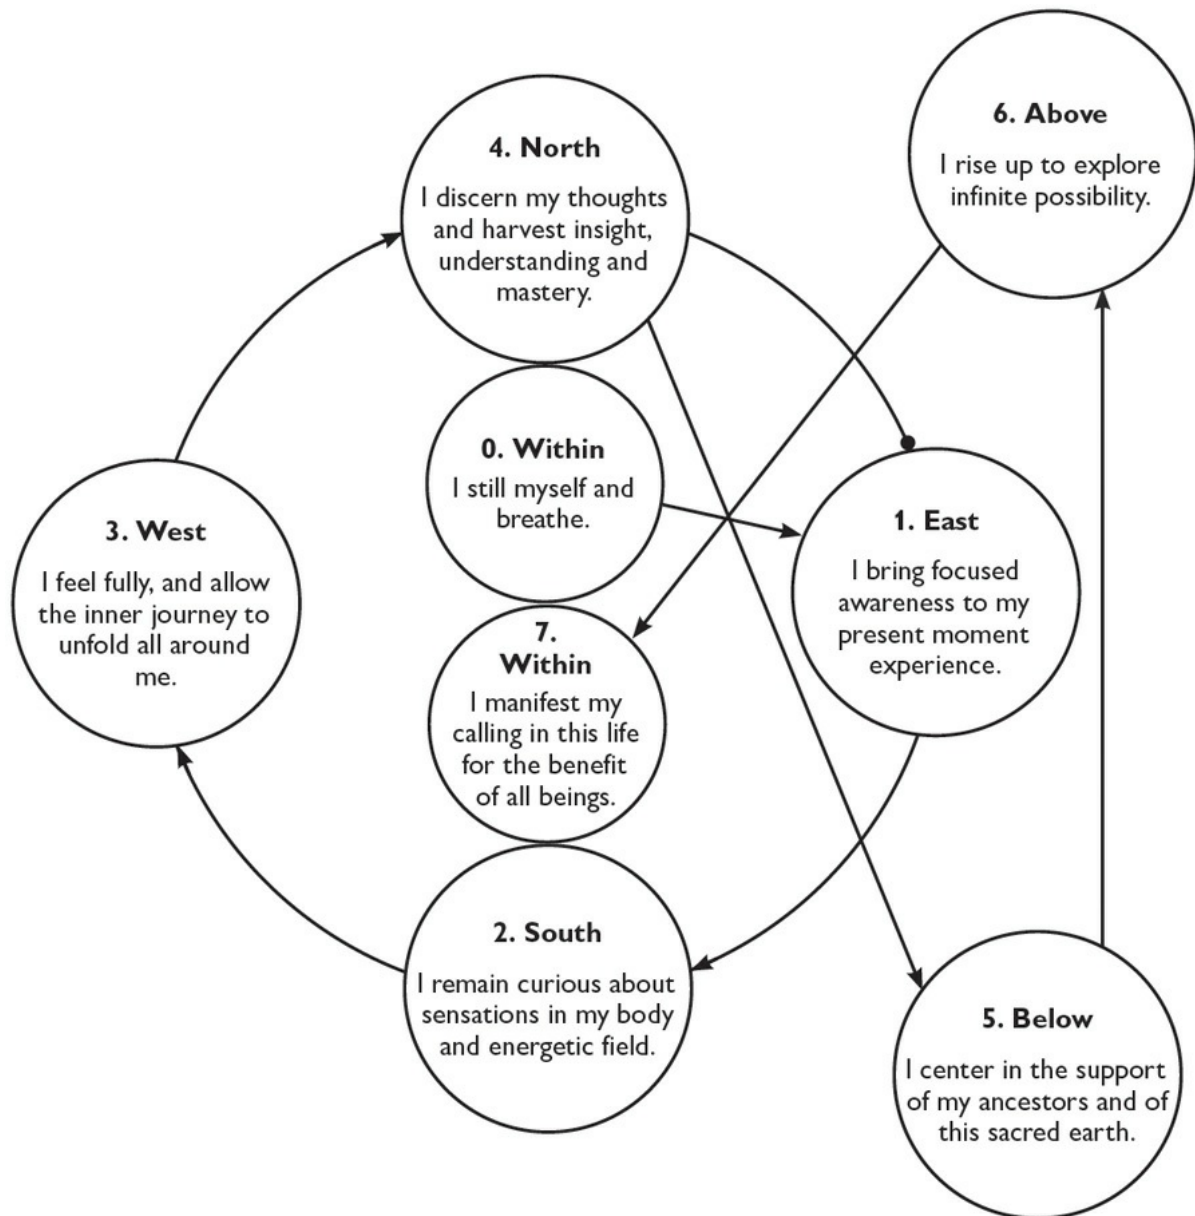 6. Above
I rise up to explore
infinite possibility.
4. North
I discern my thoughts
and harvest insight,
understanding and
mastery.
0. Within
I still myself and
breathe.
3. West
I feel fully, and allow
the inner journey to
unfold all around
me.
1. East
I bring focused
awareness to my
present moment
experience.
7.
Within
I manifest my
calling in this life
for the benefit
of all beings.
2. South
I remain curious about
sensations in my body
and energetic field.
5. Below
I center in the support
of my ancestors and of
this sacred earth.